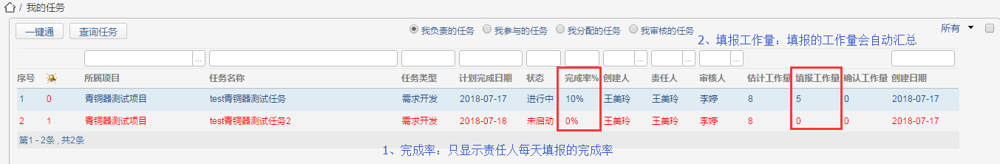 / 我的任务
一键通 查询任务 我负责的任务 我参与的任务 我分配的任务 我审核的任务 所有
2、填报工作量：填报的工作量会自动汇总
... ... ... ...
序号 所属项目 任务名称 任务类型 计划完成日期 状态 完成率% 创建人 责任人 审核人 估计工作量 填报工作量 确认工作量 创建日期
1 0 青铜器测试项目 test青铜器测试任务 需求开发 2018-07-17 进行中 10% 王美玲 王美玲 李婷 8 5 0 2018-07-17
2 1 青铜器测试项目 test青铜器测试任务2 需求开发 2018-07-18 未启动 0% 王美玲 王美玲 李婷 8 0 0 2018-07-17
第1 - 2条 , 共2条
1、完成率：只显示责任人每天填报的完成率